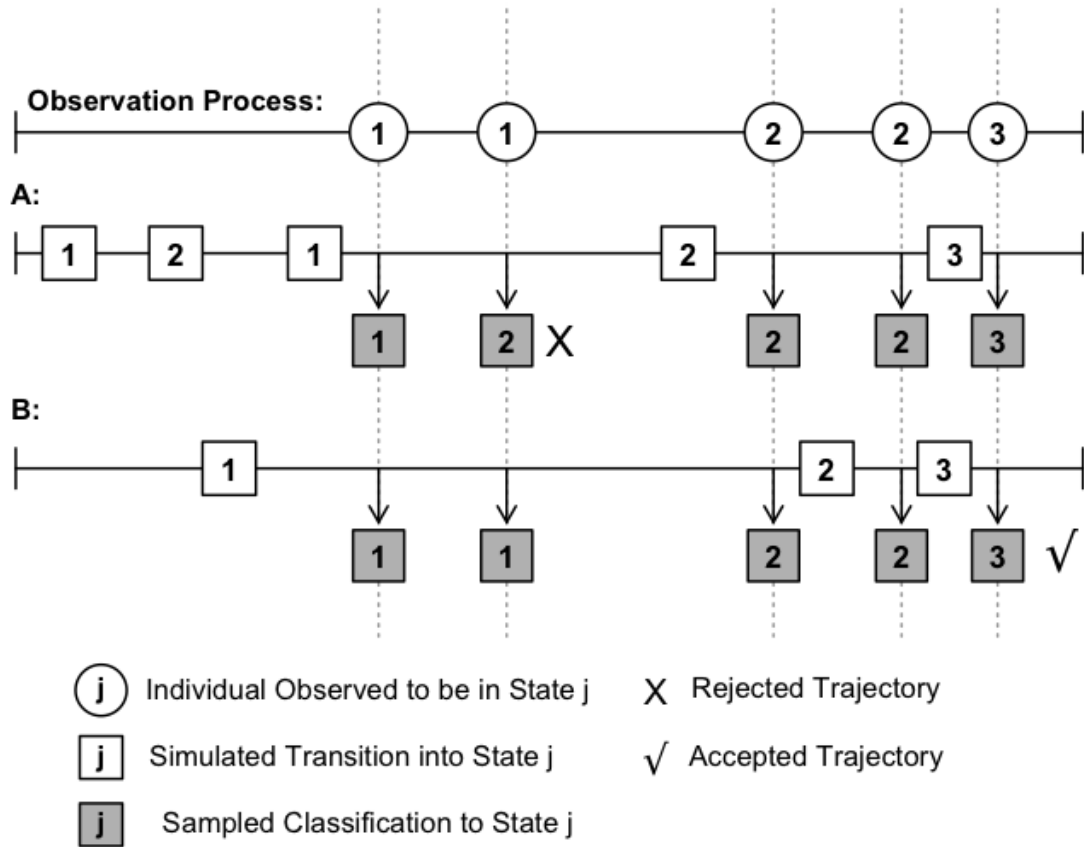 Observation Process:
1 1 2 2 3
A:
1 2 1 2 3
1 2 X 2 2 3
B:
1 2 3
1 1 2 2 3 √
j Individual Observed to be in State j X Rejected Trajectory
j Simulated Transition into State j √ Accepted Trajectory
j Sampled Classification to State j